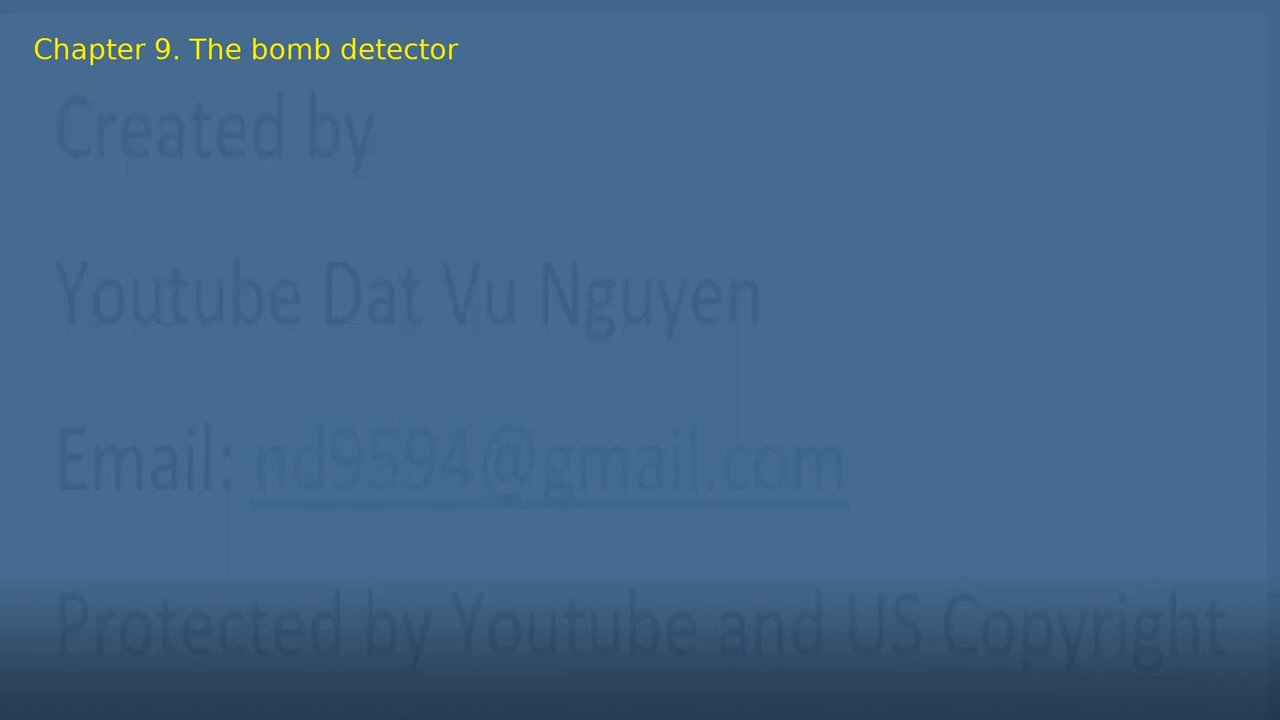 Chapter 9. The bomb detector
Created by
Youtube Dat Vu Nguyen
Email: nd9594@gmail.com
Protected by Youtube and US Copyright